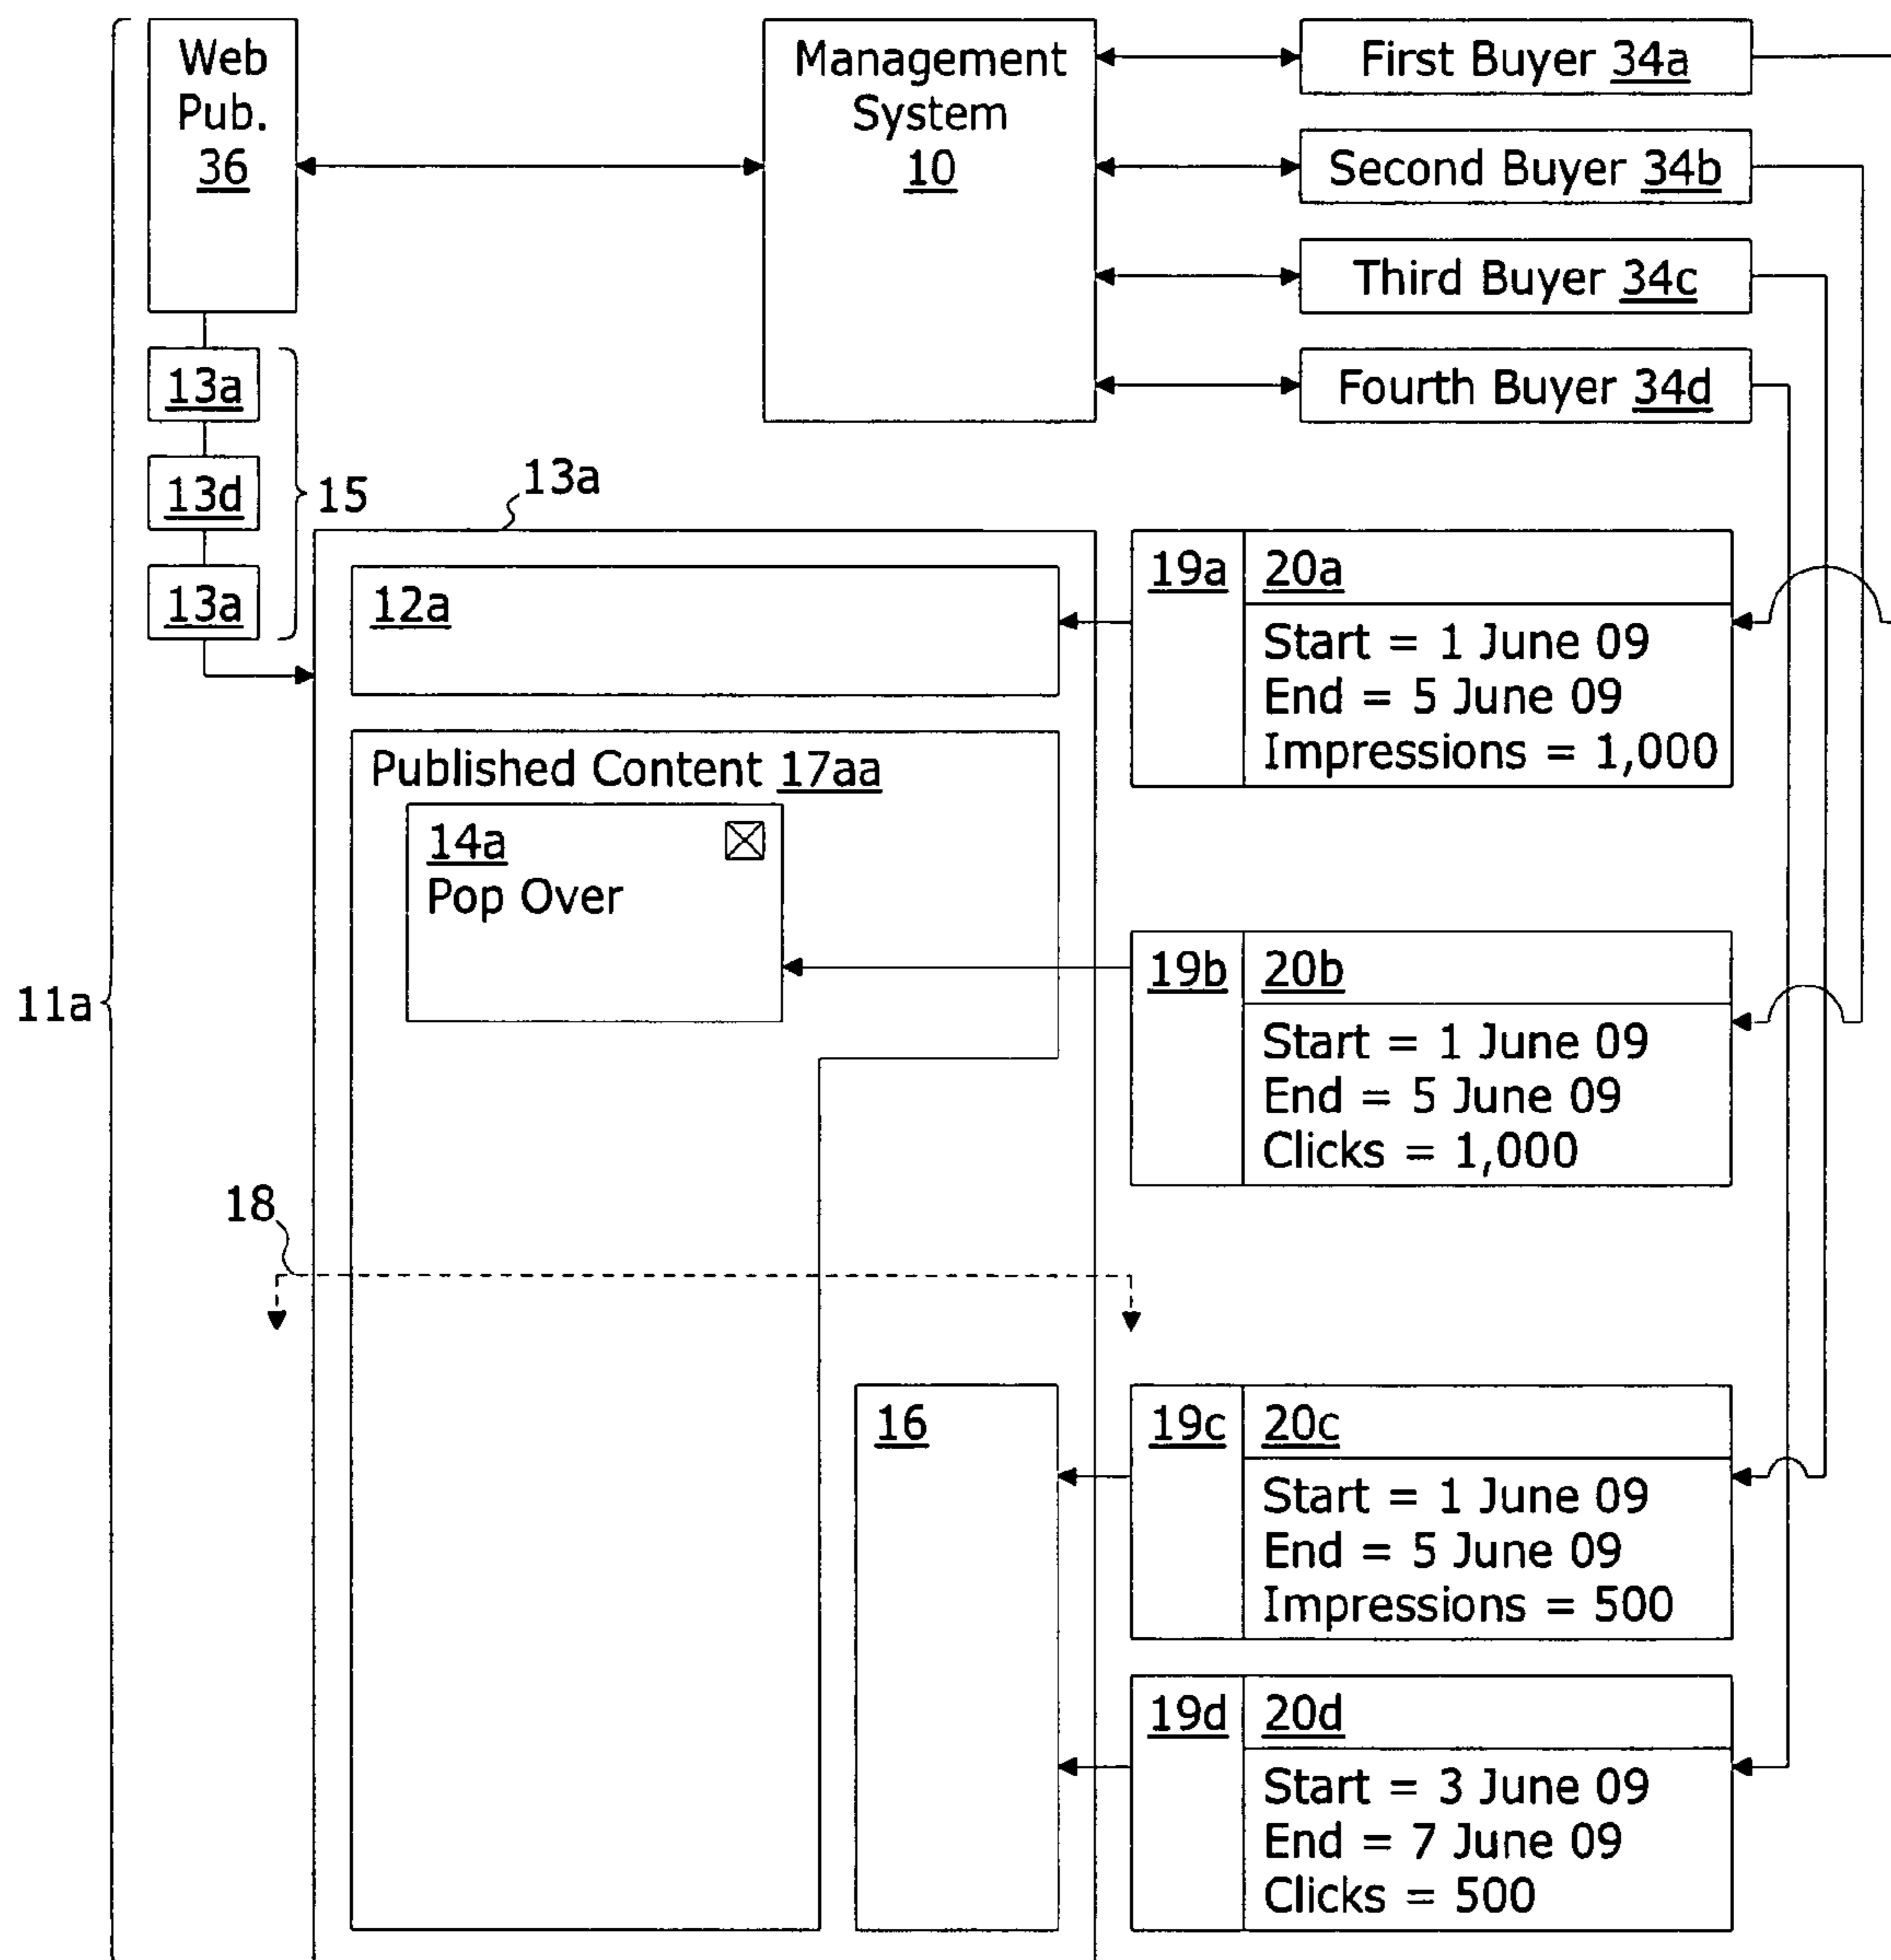 Web
Pub.
36
Management
System
10
First Buyer 34a
Second Buyer 34b
Third Buyer 34c
Fourth Buyer 34d
13a
13d
13a
15
13a
11a
12a
Published Content 17aa
14a
Pop Over
18
16
19a
20a
Start = 1 June 09
End = 5 June 09
Impressions = 1,000
19b
20b
Start = 1 June 09
End = 5 June 09
Clicks = 1,000
19c
20c
Start = 1 June 09
End = 5 June 09
Impressions = 500
19d
20d
Start = 3 June 09
End = 7 June 09
Clicks = 500